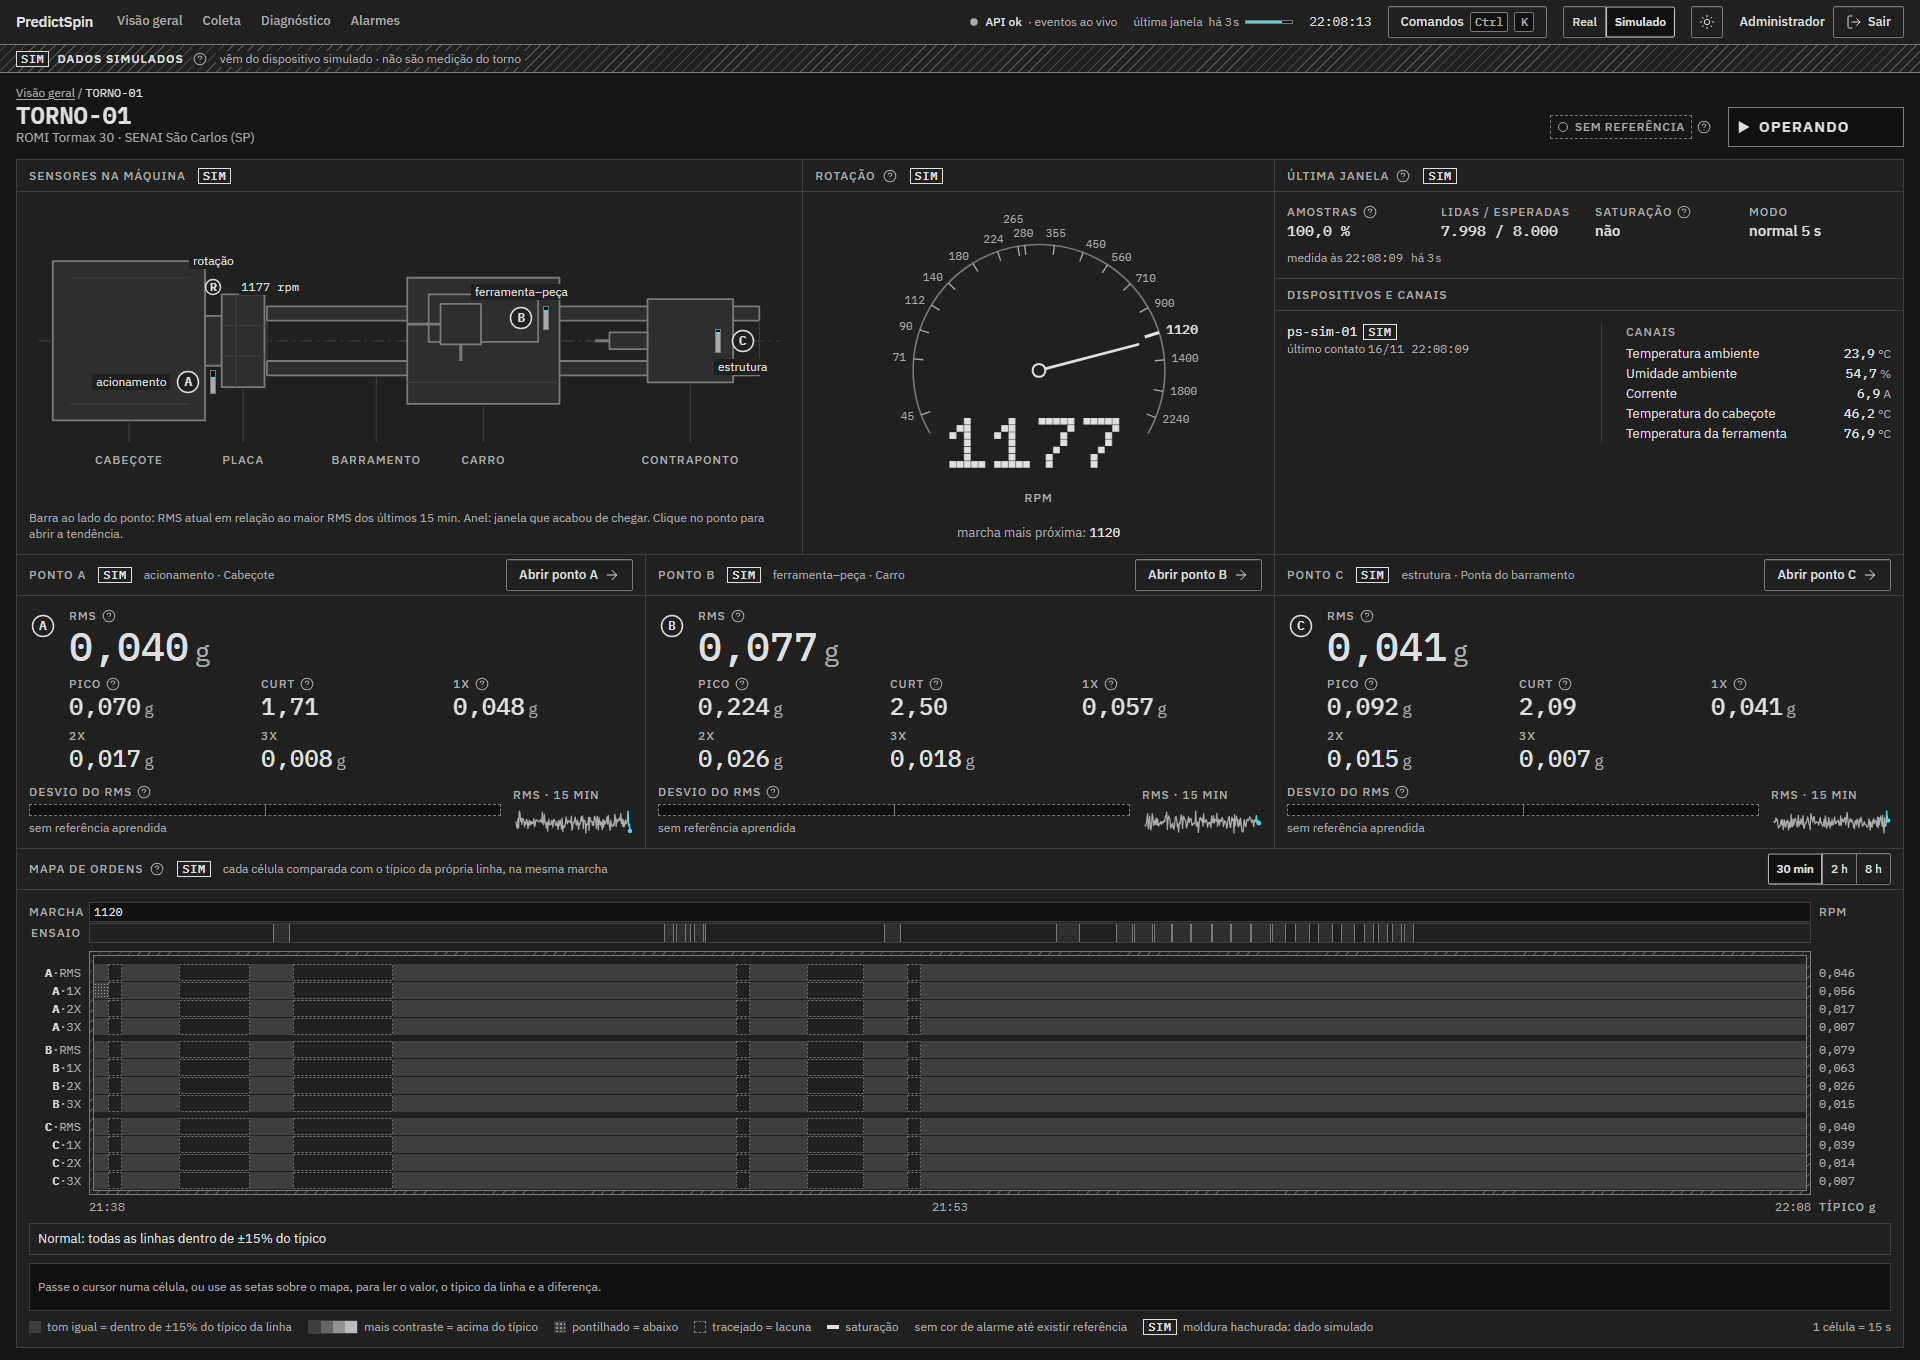 PredictSpin Visão geral Coleta Diagnóstico Alarmes API ok · eventos ao vivo última janela há 3 s 22:08:13 Comandos Ctrl K Real Simulado Administrador Sair
SIM DADOS SIMULADOS ? vêm do dispositivo simulado · não são medição do torno
Visão geral / TORNO-01
TORNO-01
ROMI Tormax 30 · SENAI São Carlos (SP)
SEM REFERÊNCIA ? OPERANDO
SENSORES NA MÁQUINA SIM
rotação
R 1177 rpm
ferramenta–peça
B
C
estrutura
acionamento A
CABEÇOTE PLACA BARRAMENTO CARRO CONTRAPONTO
Barra ao lado do ponto: RMS atual em relação ao maior RMS dos últimos 15 min. Anel: janela que acabou de chegar. Clique no ponto para
abrir a tendência.
ROTAÇÃO ? SIM
45 71 90 112 140 180 224 265 280 355 450 560 710 900 1120 1400 1800 2240
1177
RPM
marcha mais próxima: 1120
ÚLTIMA JANELA ? SIM
AMOSTRAS ? LIDAS / ESPERADAS SATURAÇÃO ? MODO
100,0 % 7.998 / 8.000 não normal 5 s
medida às 22:08:09 há 3 s
DISPOSITIVOS E CANAIS
ps-sim-01 SIM
último contato 16/11 22:08:09
CANAIS
Temperatura ambiente 23,9 °C
Umidade ambiente 54,7 %
Corrente 6,9 A
Temperatura do cabeçote 46,2 °C
Temperatura da ferramenta 76,9 °C
PONTO A SIM acionamento · Cabeçote Abrir ponto A
A RMS ?
0,040 g
PICO ? CURT ? 1X ?
0,070 g 1,71 0,048 g
2X 3X
0,017 g 0,008 g
DESVIO DO RMS ? RMS · 15 MIN
sem referência aprendida
PONTO B SIM ferramenta–peça · Carro Abrir ponto B
B RMS ?
0,077 g
PICO ? CURT ? 1X ?
0,224 g 2,50 0,057 g
2X 3X
0,026 g 0,018 g
DESVIO DO RMS ? RMS · 15 MIN
sem referência aprendida
PONTO C SIM estrutura · Ponta do barramento Abrir ponto C
C RMS ?
0,041 g
PICO ? CURT ? 1X ?
0,092 g 2,09 0,041 g
2X 3X
0,015 g 0,007 g
DESVIO DO RMS ? RMS · 15 MIN
sem referência aprendida
MAPA DE ORDENS ? SIM cada célula comparada com o típico da própria linha, na mesma marcha 30 min 2 h 8 h
MARCHA 1120 RPM
ENSAIO
A·RMS 0,046
A·1X 0,056
A·2X 0,017
A·3X 0,007
B·RMS 0,079
B·1X 0,063
B·2X 0,026
B·3X 0,015
C·RMS 0,040
C·1X 0,039
C·2X 0,014
C·3X 0,007
21:38 21:53 22:08 TÍPICO g
Normal: todas as linhas dentro de ±15% do típico
Passe o cursor numa célula, ou use as setas sobre o mapa, para ler o valor, o típico da linha e a diferença.
tom igual = dentro de ±15% do típico da linha mais contraste = acima do típico pontilhado = abaixo tracejado = lacuna saturação sem cor de alarme até existir referência SIM moldura hachurada: dado simulado 1 célula = 15 s